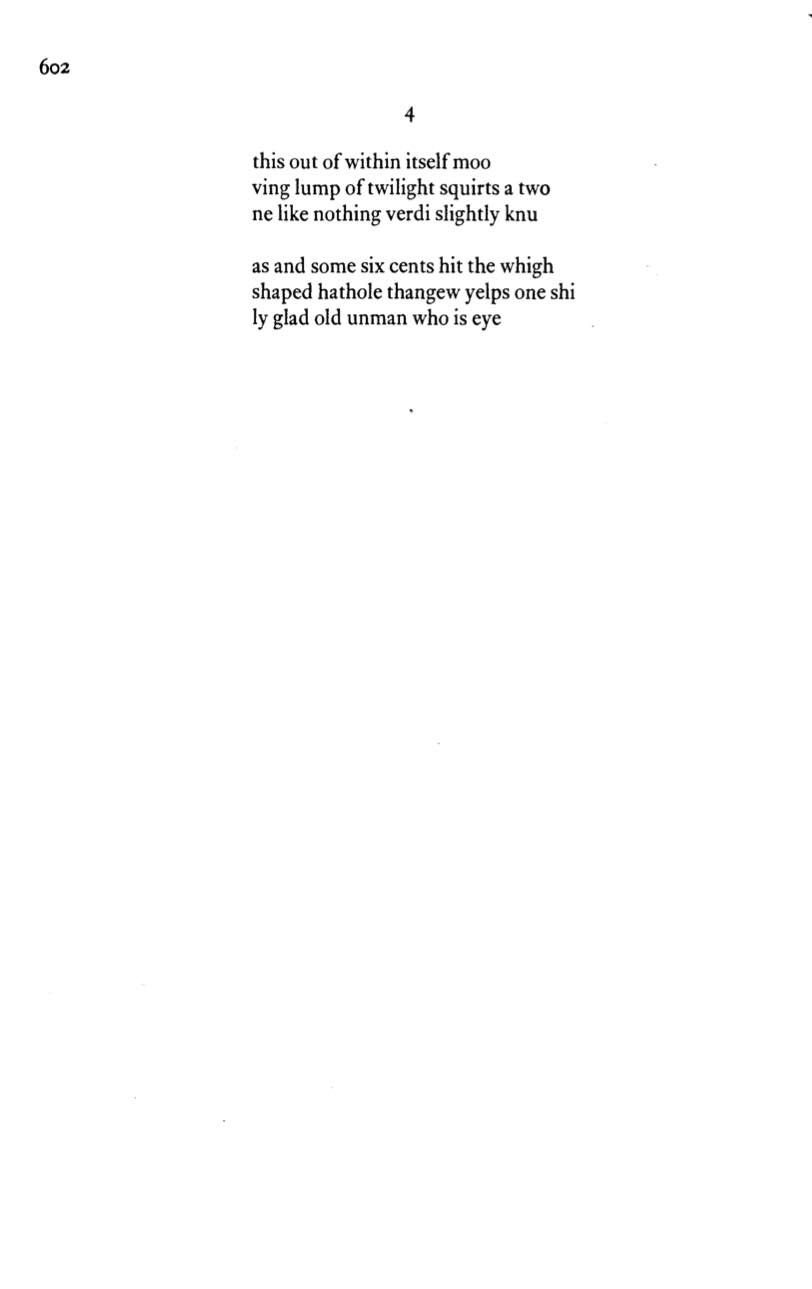 602
4
this out of within itself moo
ving lump of twilight squirts a two
ne like nothing verdi slightly knu
as and some six cents hit the whigh
shaped hathole thangew yelps one shi
ly glad old unman who is eye